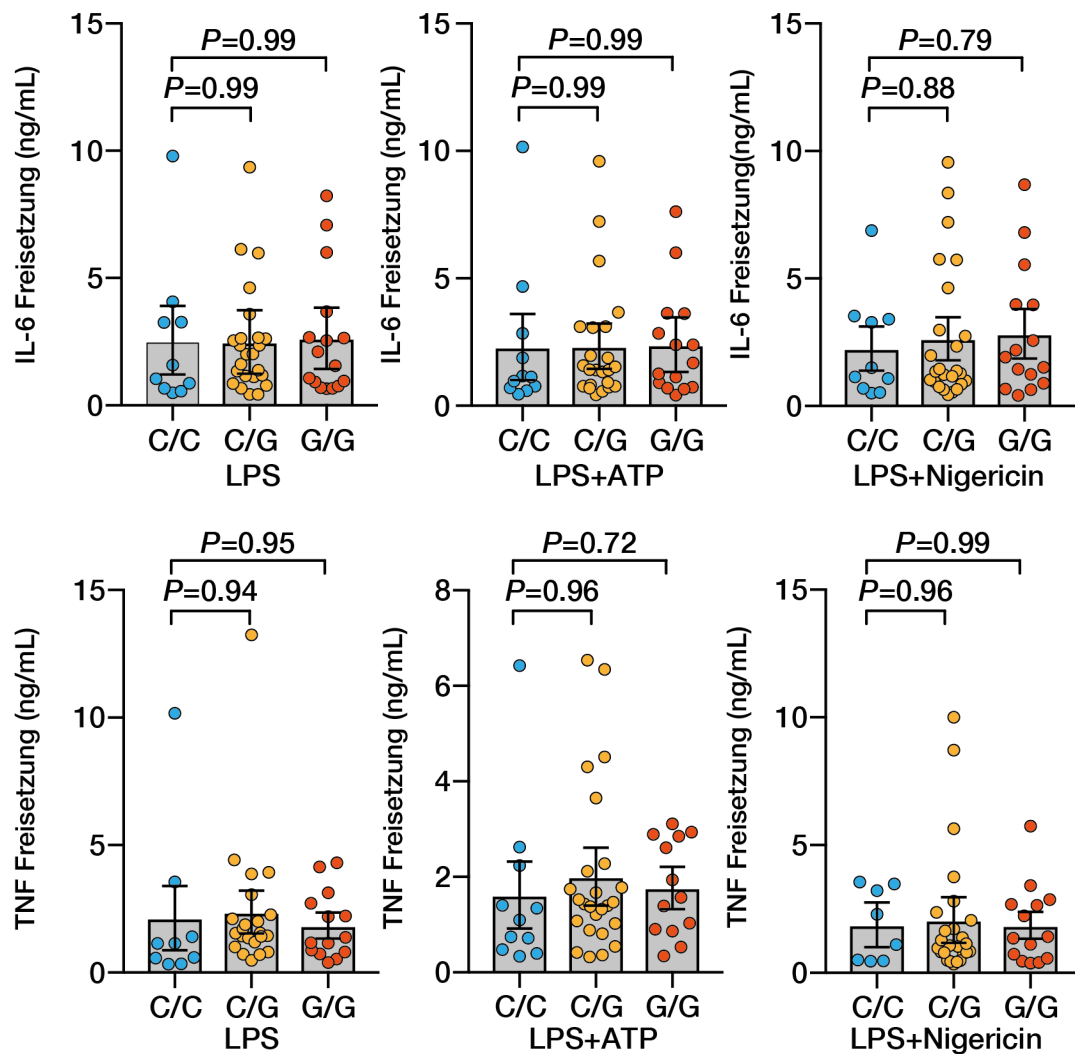 IL-6 Freisetzung (ng/mL)
15
10
5
0
P=0.99
P=0.99
C/C C/G G/G
LPS
IL-6 Freisetzung (ng/mL)
15
10
5
0
P=0.99
P=0.99
C/C C/G G/G
LPS+ATP
IL-6 Freisetzung(ng/mL)
15
10
5
0
P=0.79
P=0.88
C/C C/G G/G
LPS+Nigericin
TNF Freisetzung (ng/mL)
15
10
5
0
P=0.95
P=0.94
C/C C/G G/G
LPS
TNF Freisetzung (ng/mL)
8
6
4
2
0
P=0.72
P=0.96
C/C C/G G/G
LPS+ATP
TNF Freisetzung (ng/mL)
15
10
5
0
P=0.99
P=0.96
C/C C/G G/G
LPS+Nigericin